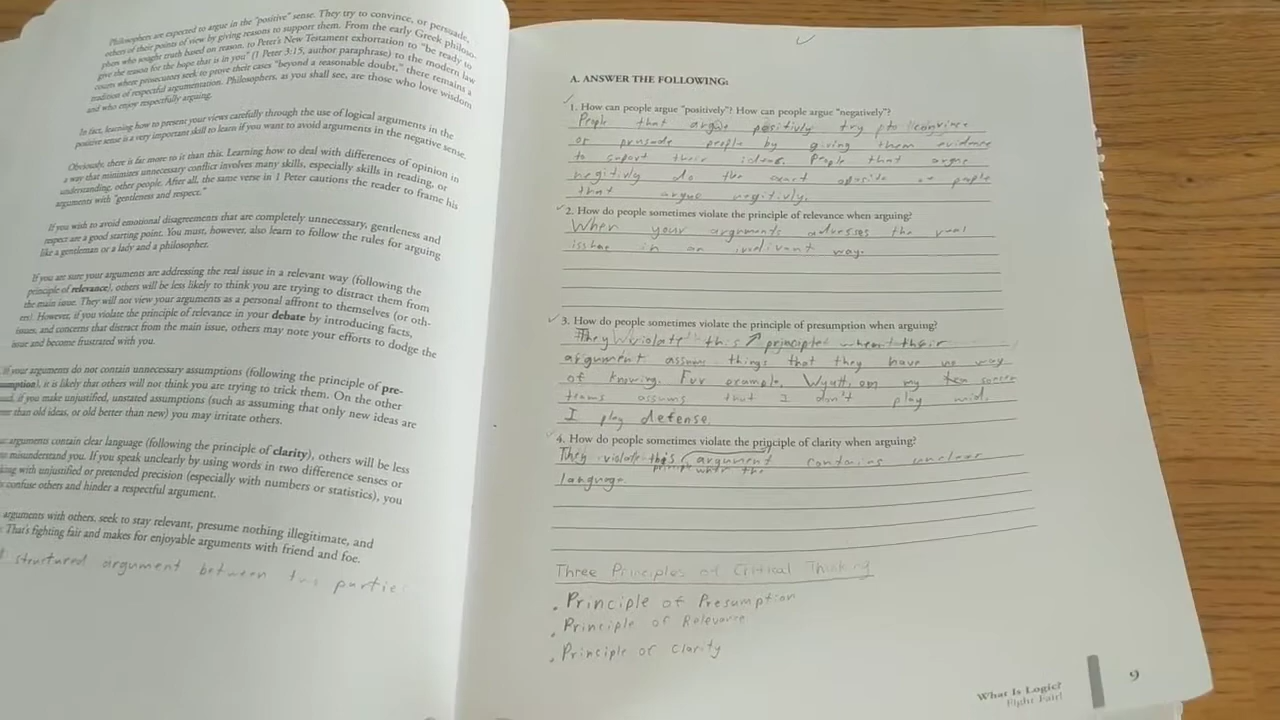 Philosophers are expected to argue in the "positive" sense. They try to convince, or persuade,
others of their points of view by giving reasons to support them. From the early Greek philoso-
phers who sought truth based on reason, to Peter's New Testament exhortation to "be ready to
give the reason for the hope that is in you" (1 Peter 3:15, author paraphrase) to the modern law
courts where prosecutors seek to prove their cases "beyond a reasonable doubt," there remains a
tradition of respectful argumentation. Philosophers, as you shall see, are those who love wisdom
and who enjoy respectfully arguing.
In fact, learning how to present your views carefully through the use of logical arguments in the
positive sense is a very important skill to learn if you want to avoid arguments in the negative sense.
Obviously, there is far more to it than this. Learning how to deal with differences of opinion in
a way that minimizes unnecessary conflict involves many skills, especially skills in reading, or
understanding, other people. After all, the same verse in 1 Peter cautions the reader to frame his
arguments with "gentleness and respect."
If you wish to avoid emotional disagreements that are completely unnecessary, gentleness and
respect are a good starting point. You must, however, also learn to follow the rules for arguing
like a gentleman or a lady and a philosopher.
If you are sure your arguments are addressing the real issue in a relevant way (following the
principle of relevance), others will be less likely to think you are trying to distract them from
the main issue. They will not view your arguments as a personal affront to themselves (or oth-
ers). However, if you violate the principle of relevance in your debate by introducing facts,
issues, and concerns that distract from the main issue, others may note your efforts to dodge the
issue and become frustrated with you.
If your arguments do not contain unnecessary assumptions (following the principle of pre-
sumption), it is likely that others will not think you are trying to trick them. On the other
if you make unjustified, unstated assumptions (such as assuming that only new ideas are
than old ideas, or old better than new) you may irritate others.
arguments contain clear language (following the principle of clarity), others will be less
misunderstand you. If you speak unclearly by using words in two different senses or
with unjustified or pretended precision (especially with numbers or statistics), you
confuse others and hinder a respectful argument.
arguments with others, seek to stay relevant, presume nothing illegitimate, and
That's fighting fair and makes for enjoyable arguments with friend and foe.
structured argument between two parties
A. ANSWER THE FOLLOWING:
1. How can people argue "positively"? How can people argue "negatively"?
People that argue positivly try to convince
or prusade people by giving them evidence
to suport their ideas. People that argue
negitivly do the exact oposite of people
that argue negitivly.
2. How do people sometimes violate the principle of relevance when arguing?
When your arguments adresses the real
isshue in an irrelivant way.
3. How do people sometimes violate the principle of presumption when arguing?
They violate this principle when their
argument assums things that they have no way
of knowing. Fur example, Wyatt, on my soccer
teams assums that I don't play mid.
I play defense.
4. How do people sometimes violate the principle of clarity when arguing?
They violate this argument contains unclear
principle when the
language.
Three Principles of Critical Thinking
. Principle of Presumption
. Principle of Relevance
. Principle of Clarity
What Is Logic?
Fight Fair!
9